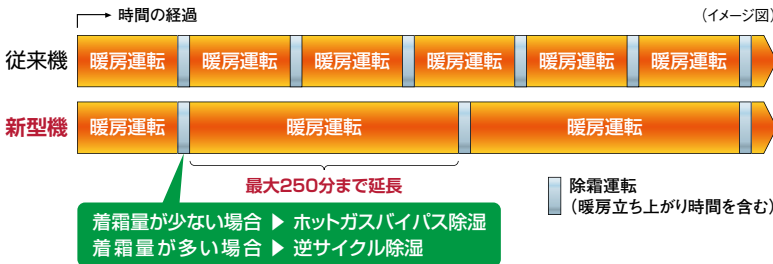 時間の経過
(イメージ図)
従来機
暖房運転 暖房運転 暖房運転 暖房運転 暖房運転 暖房運転
新型機
暖房運転 暖房運転 暖房運転
最大250分まで延長
着霜量が少ない場合 ▶ ホットガスバイパス除湿
着霜量が多い場合 ▶ 逆サイクル除湿
除霜運転
(暖房立ち上がり時間を含む)